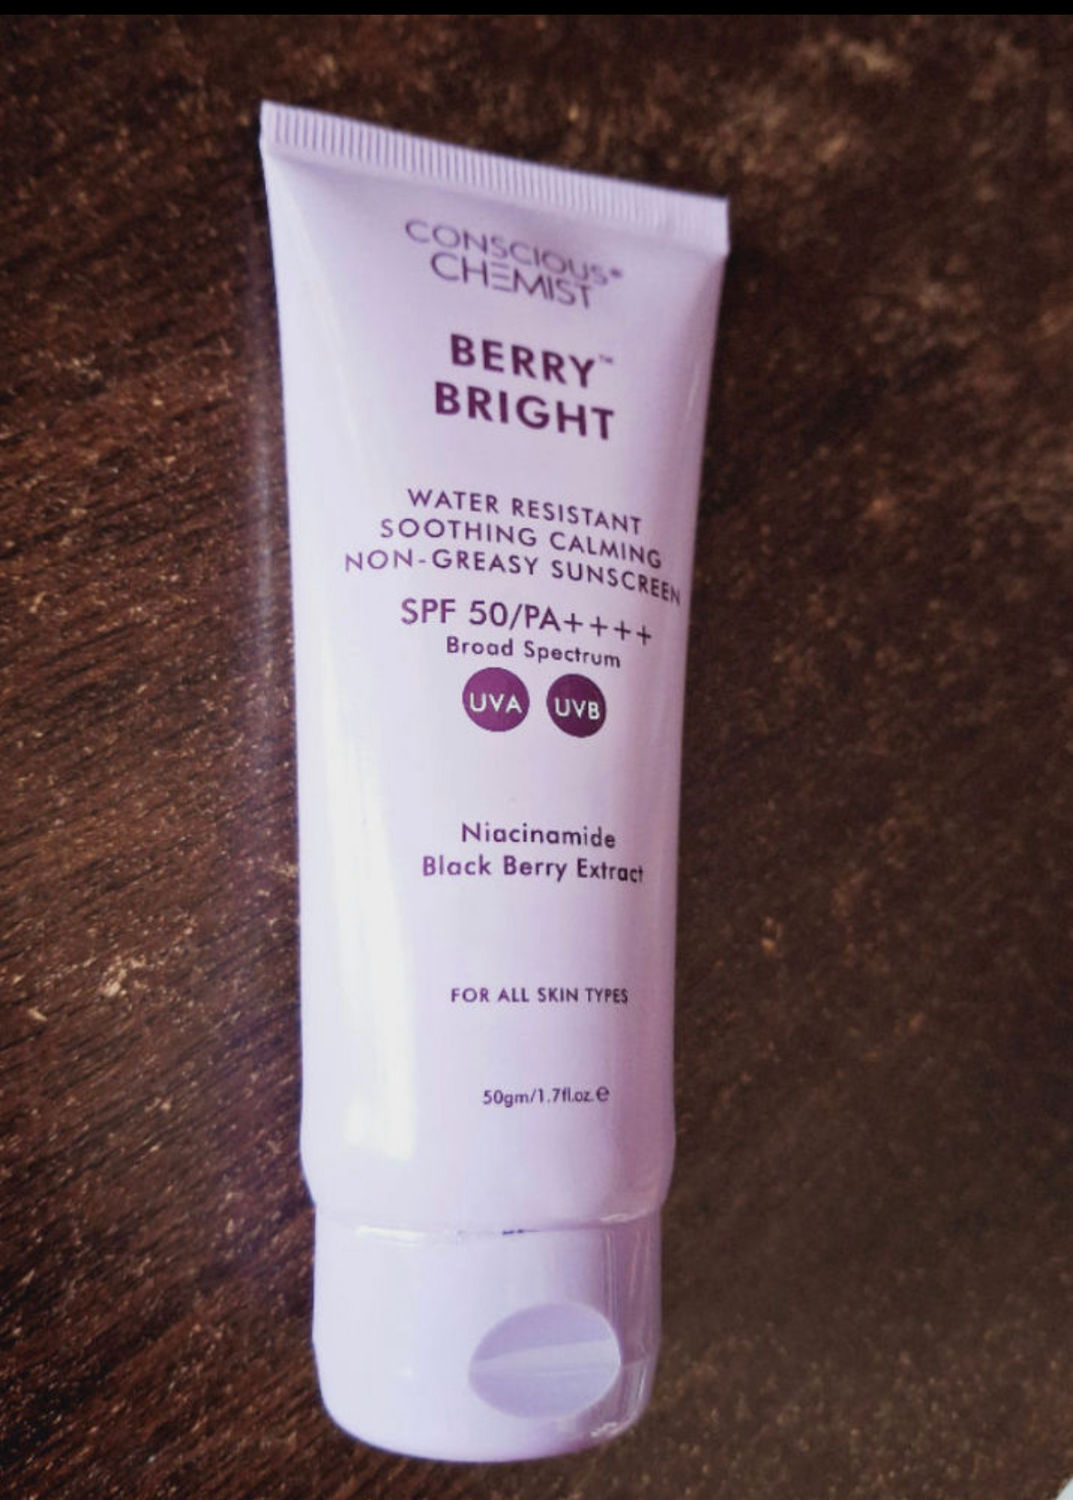 CONSCIOUS®
CHEMIST
BERRY™
BRIGHT
WATER RESISTANT
SOOTHING CALMING
NON-GREASY SUNSCREEN
SPF 50/PA++++
Broad Spectrum
UVA UVB
Niacinamide
Black Berry Extract
FOR ALL SKIN TYPES
50gm/1.7fl.oz.℮